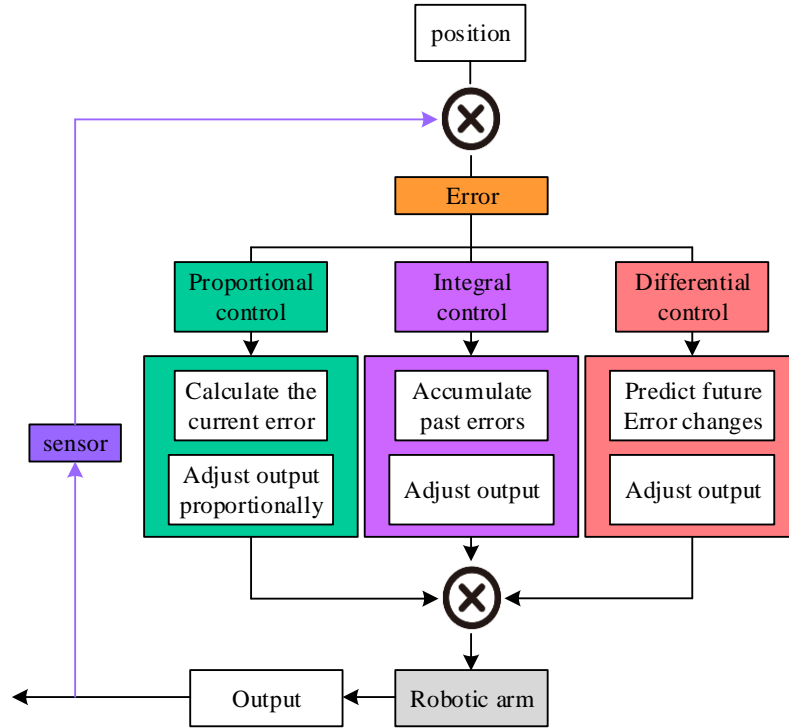 position
Error
Proportional
control
Integral
control
Differential
control
Calculate the
current error
Accumulate
past errors
Predict future
Error changes
sensor
Adjust output
proportionally
Adjust output
Adjust output
Output
Robotic arm